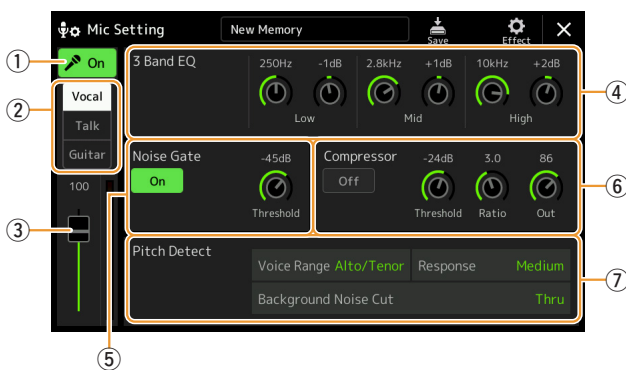 Mic Setting
New Memory
Save
Effect
1
On
2
Vocal
Talk
Guitar
100
3
3 Band EQ
250Hz -1dB 2.8kHz +1dB 10kHz +2dB
Low Mid High
4
Noise Gate
On
-45dB
Threshold
5
Compressor
Off
-24dB 3.0 86
Threshold Ratio Out
6
Pitch Detect
Voice Range Alto/Tenor Response Medium
Background Noise Cut Thru
7